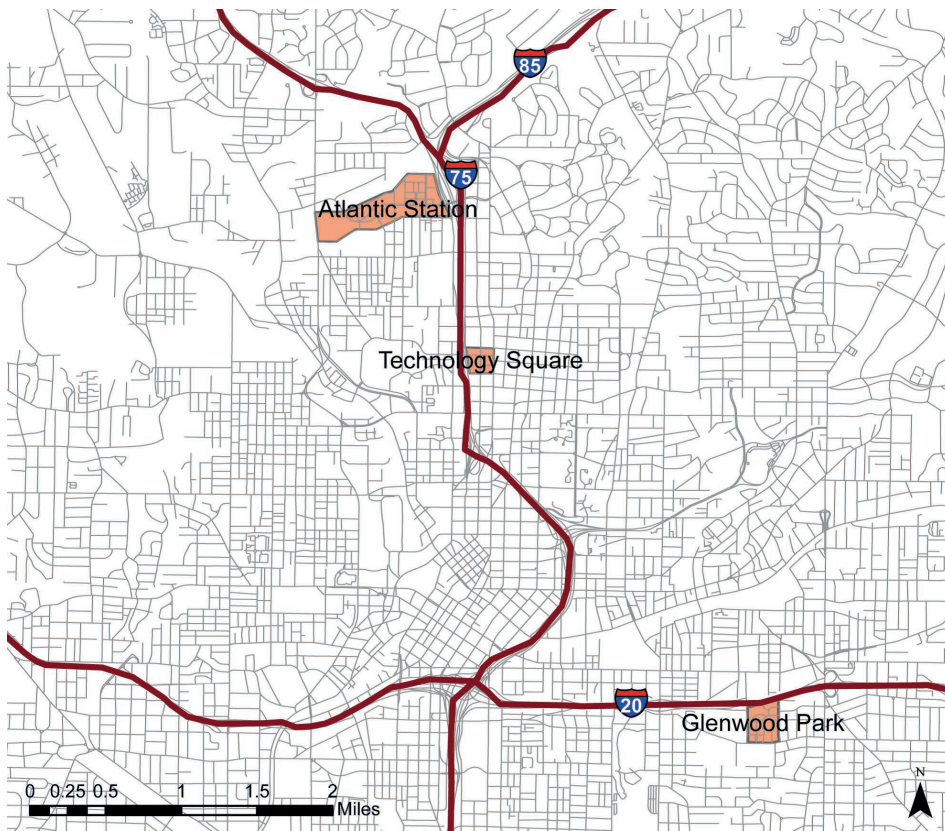 85
75
Atlantic Station
Technology Square
20
Glenwood Park
0 0.25 0.5 1 1.5 2
Miles
N